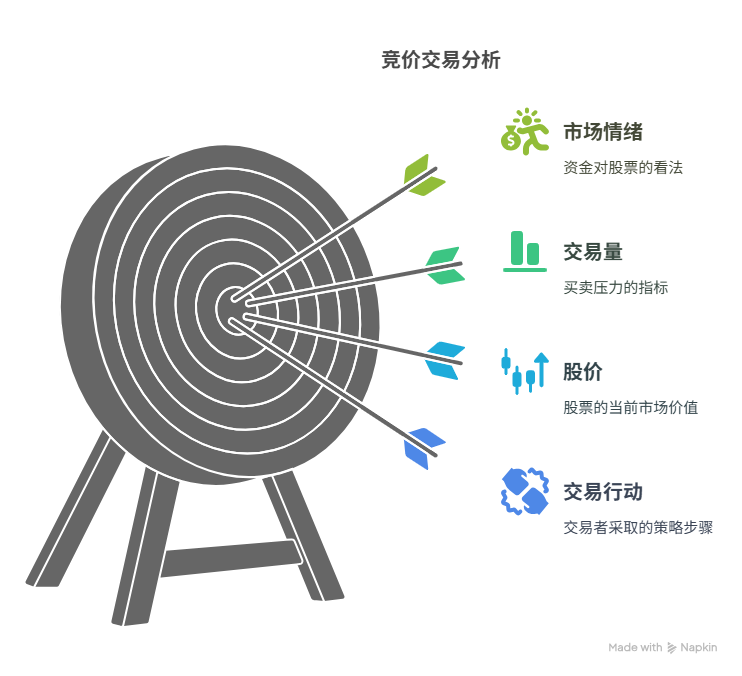 竞价交易分析
市场情绪
资金对股票的看法
交易量
买卖压力的指标
股价
股票的当前市场价值
交易行动
交易者采取的策略步骤
Made with Napkin